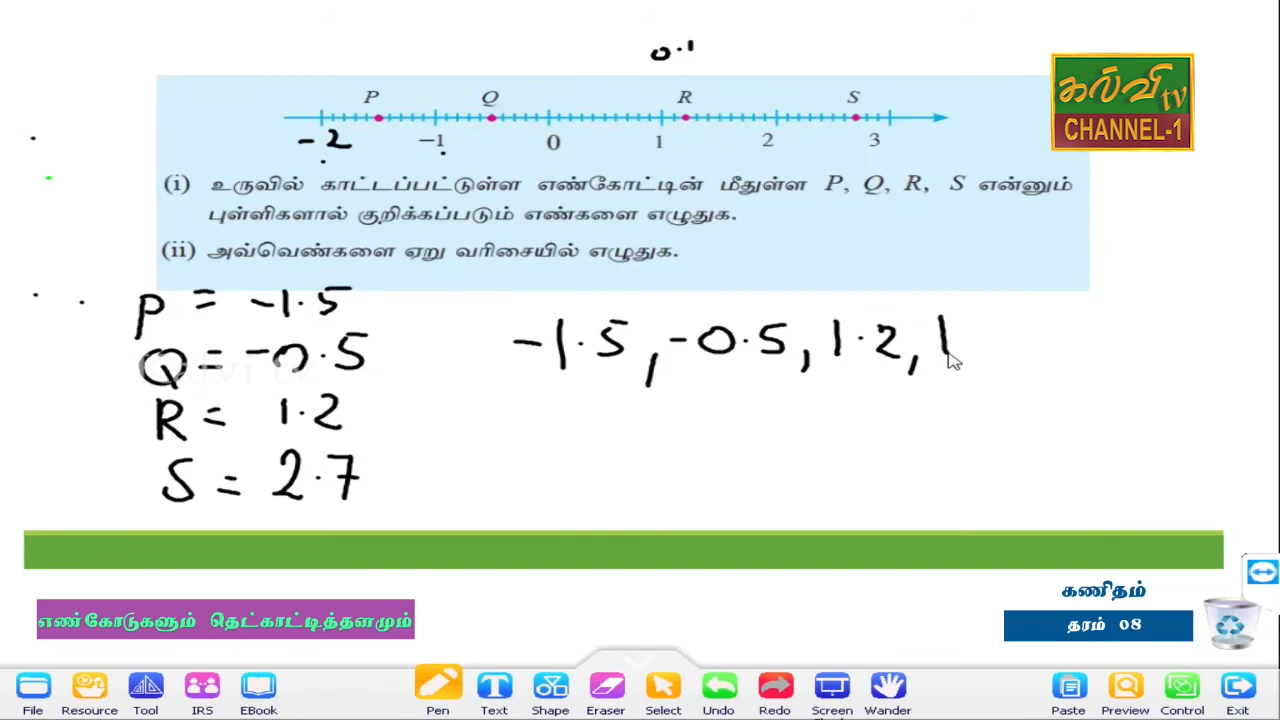 0.1
கல்வி tv
CHANNEL-1
P Q R S
-2 -1 0 1 2 3
(i) உருவில் காட்டப்பட்டுள்ள எண்கோட்டின் மீதுள்ள P, Q, R, S என்னும்
புள்ளிகளால் குறிக்கப்படும் எண்களை எழுதுக.
(ii) அவ்வெண்களை ஏறு வரிசையில் எழுதுக.
P = -1.5
Q = -0.5
R = 1.2
S = 2.7
-1.5, -0.5, 1.2, 1
எண்கோடுகளும் தெட்காட்டித்தளமும்
கணிதம்
தரம் 08
File Resource Tool IRS EBook Pen Text Shape Eraser Select Undo Redo Screen Wander Paste Preview Control Exit